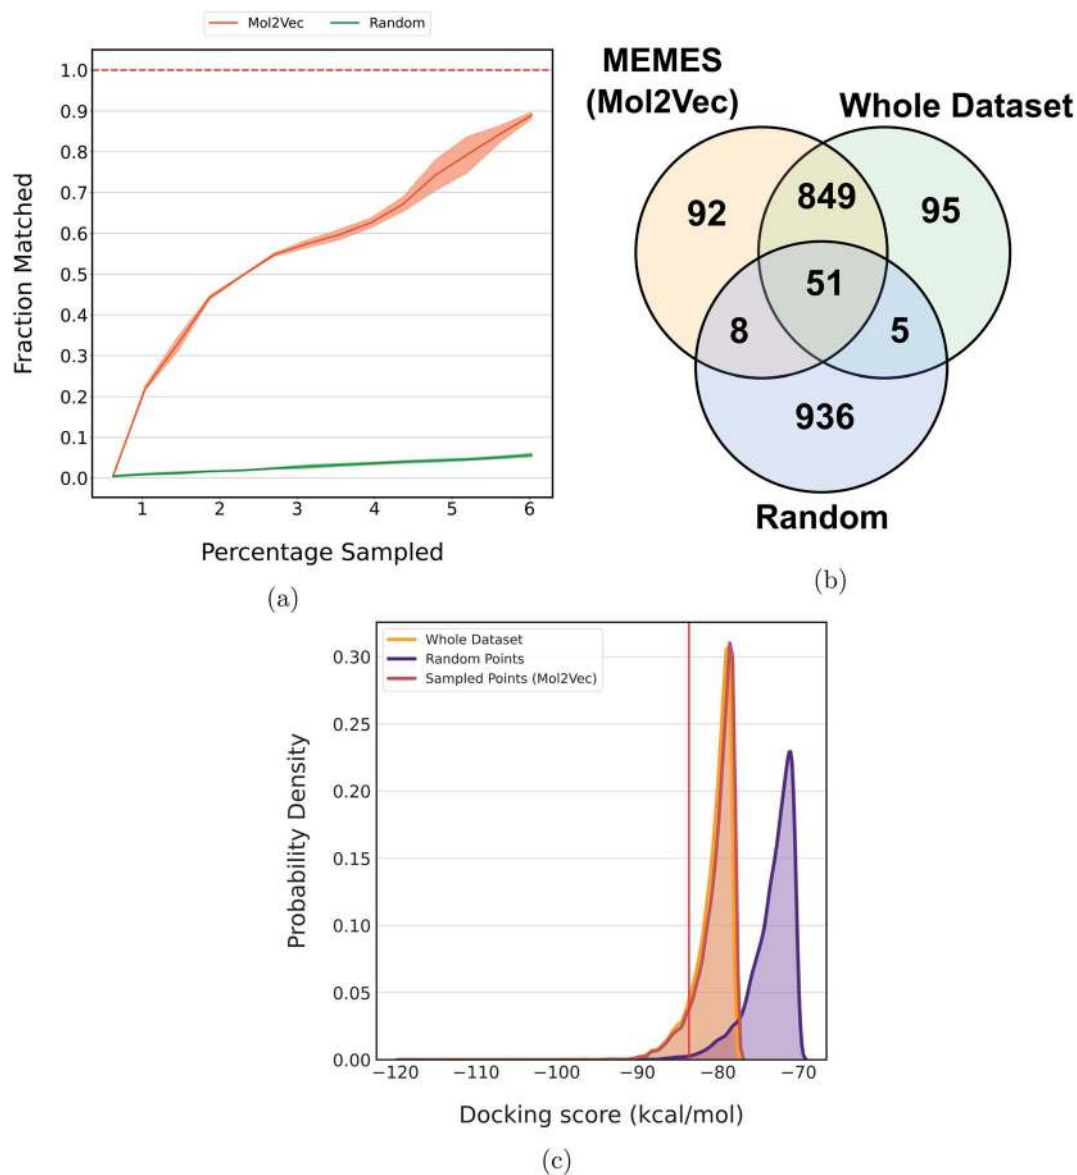 Mol2Vec Random
1.0
0.9
0.8
0.7
0.6
0.5
0.4
0.3
0.2
0.1
0.0
Fraction Matched
1 2 3 4 5 6
Percentage Sampled
(a)
MEMES
(Mol2Vec)
Whole Dataset
92
849
95
51
8
5
936
Random
(b)
Whole Dataset
Random Points
Sampled Points (Mol2Vec)
0.30
0.25
0.20
0.15
0.10
0.05
0.00
Probability Density
−120 −110 −100 −90 −80 −70
Docking score (kcal/mol)
(c)